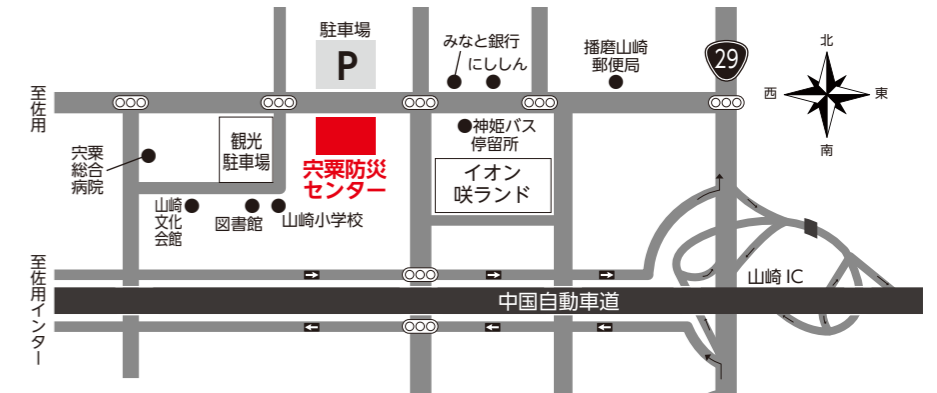 駐車場
P
みなと銀行
にししん
播磨山崎
郵便局
29
北
西
東
南
至佐用
宍粟
総合
病院
観光
駐車場
宍粟防災
センター
神姫バス
停留所
イオン
咲ランド
山崎
文化
会館
図書館
山崎小学校
至佐用インター
山崎 IC
中国自動車道